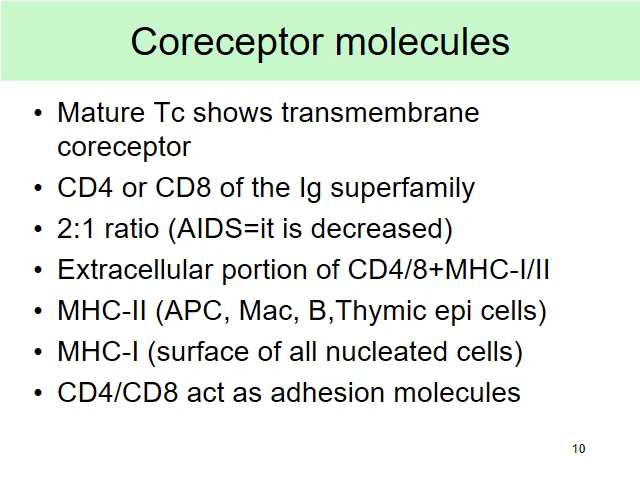 Coreceptor molecules
• Mature Tc shows transmembrane
coreceptor
• CD4 or CD8 of the Ig superfamily
• 2:1 ratio (AIDS=it is decreased)
• Extracellular portion of CD4/8+MHC-I/II
• MHC-II (APC, Mac, B,Thymic epi cells)
• MHC-I (surface of all nucleated cells)
• CD4/CD8 act as adhesion molecules
10